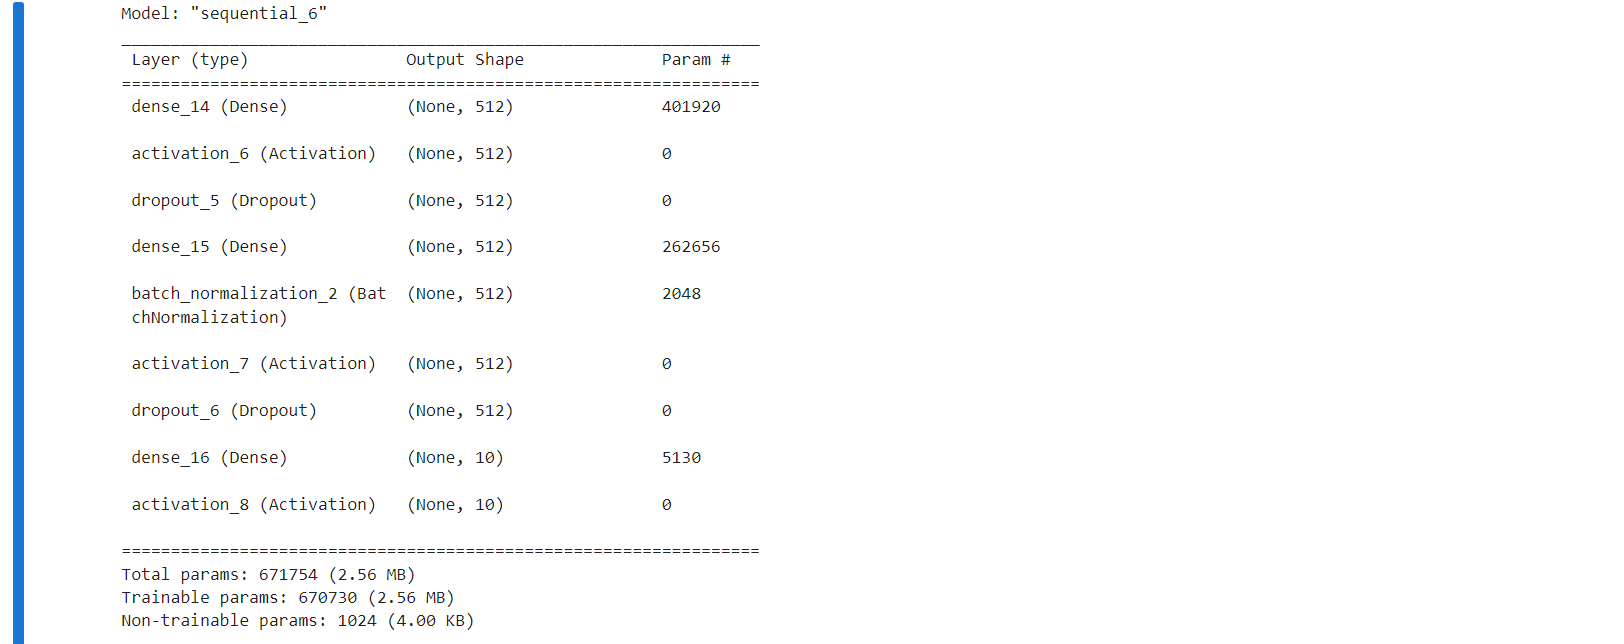 Model: "sequential_6"
_________________________________________________________________
Layer (type) Output Shape Param #
=================================================================
dense_14 (Dense) (None, 512) 401920
activation_6 (Activation) (None, 512) 0
dropout_5 (Dropout) (None, 512) 0
dense_15 (Dense) (None, 512) 262656
batch_normalization_2 (Bat (None, 512) 2048
chNormalization)
activation_7 (Activation) (None, 512) 0
dropout_6 (Dropout) (None, 512) 0
dense_16 (Dense) (None, 10) 5130
activation_8 (Activation) (None, 10) 0
=================================================================
Total params: 671754 (2.56 MB)
Trainable params: 670730 (2.56 MB)
Non-trainable params: 1024 (4.00 KB)